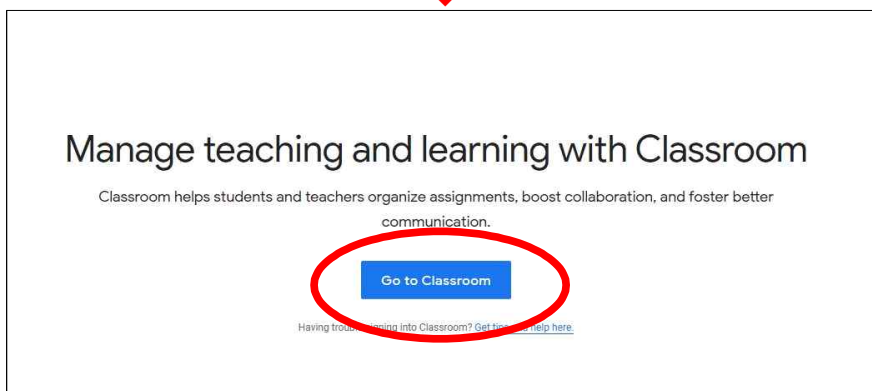 Manage teaching and learning with Classroom
Classroom helps students and teachers organize assignments, boost collaboration, and foster better
communication.
Go to Classroom
Having into Classroom? Get help here.